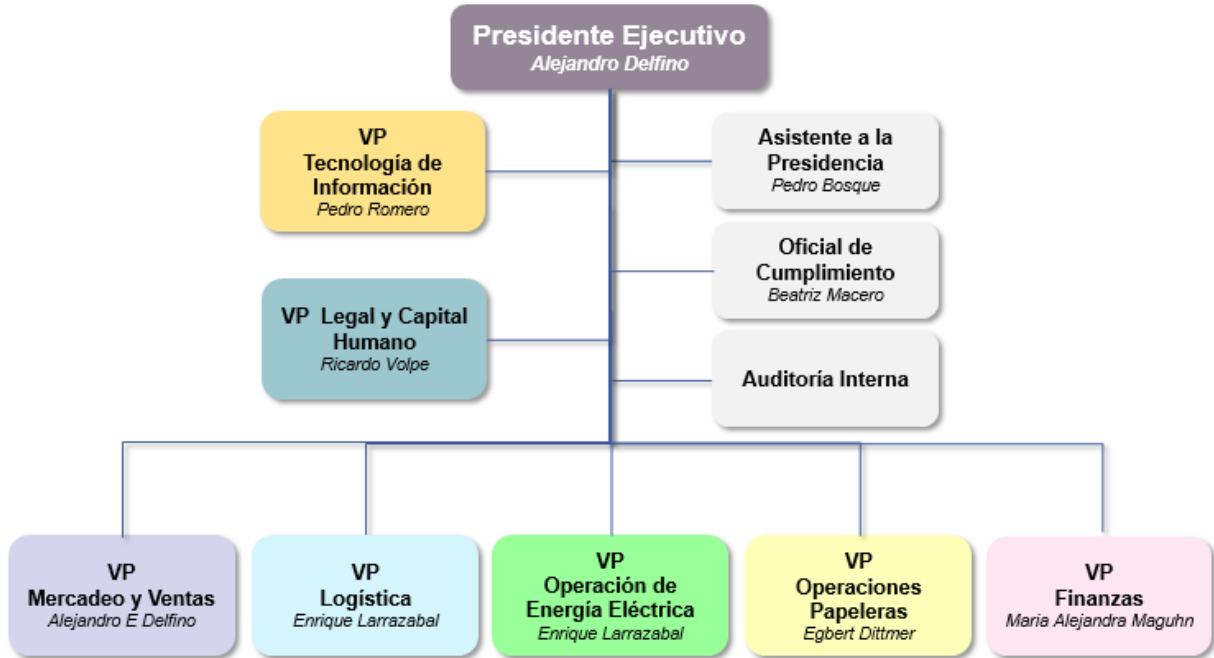 Presidente Ejecutivo
Alejandro Delfino
VP
Tecnología de
Información
Pedro Romero
Asistente a la
Presidencia
Pedro Bosque
Oficial de
Cumplimiento
Beatriz Macero
VP Legal y Capital
Humano
Ricardo Volpe
Auditoría Interna
VP
Mercadeo y Ventas
Alejandro E Delfino
VP
Logística
Enrique Larrazabal
VP
Operación de
Energía Eléctrica
Enrique Larrazabal
VP
Operaciones
Papeleras
Egbert Dittmer
VP
Finanzas
Maria Alejandra Maguhn